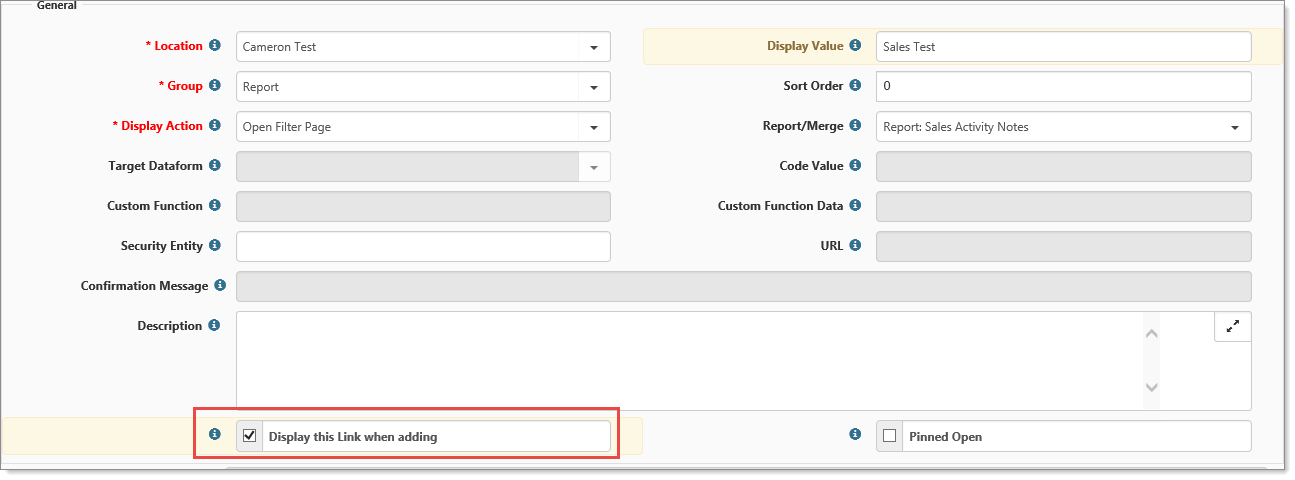 General
* Location Cameron Test Display Value Sales Test
* Group Report Sort Order 0
* Display Action Open Filter Page Report/Merge Report: Sales Activity Notes
Target Dataform Code Value
Custom Function Custom Function Data
Security Entity URL
Confirmation Message
Description
Display this Link when adding Pinned Open